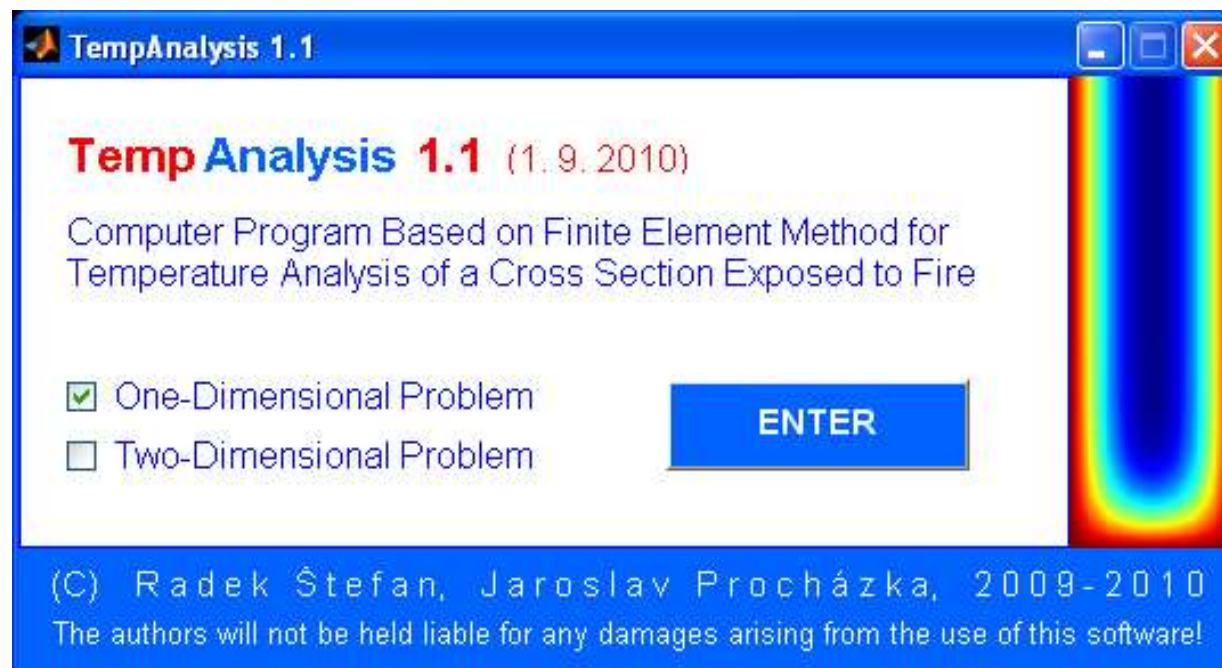 TempAnalysis 1.1
Temp Analysis 1.1 (1. 9. 2010)
Computer Program Based on Finite Element Method for
Temperature Analysis of a Cross Section Exposed to Fire
One-Dimensional Problem
Two-Dimensional Problem
ENTER
(C) Radek Štefan, Jaroslav Procházka, 2009-2010
The authors will not be held liable for any damages arising from the use of this software!